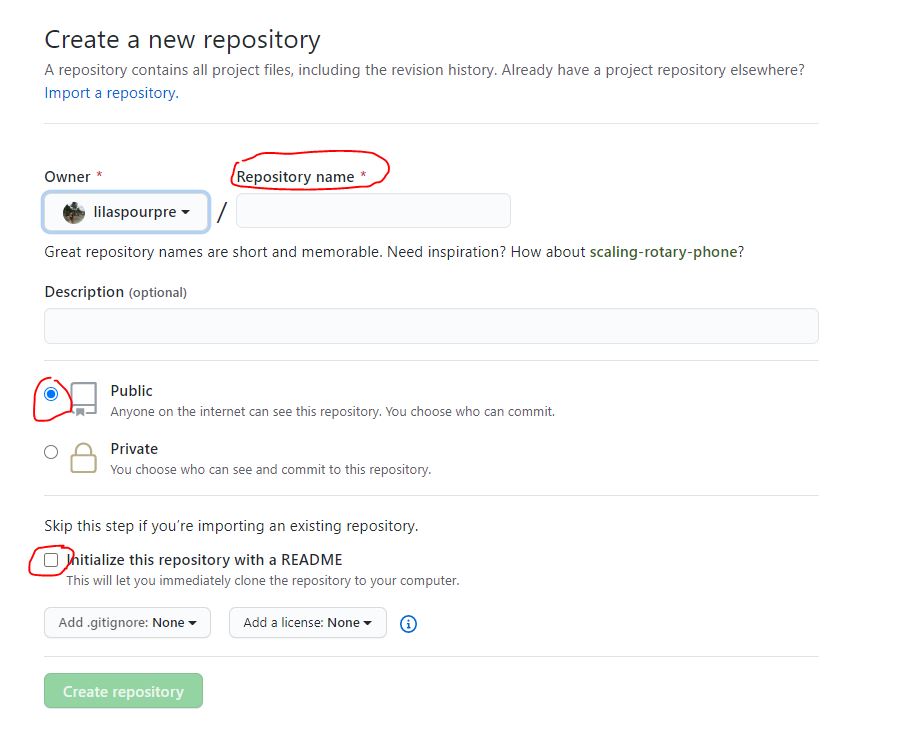 Create a new repository
A repository contains all project files, including the revision history. Already have a project repository elsewhere?
Import a repository.
Owner * Repository name *
lilaspourpre /
Great repository names are short and memorable. Need inspiration? How about scaling-rotary-phone?
Description (optional)
Public
Anyone on the internet can see this repository. You choose who can commit.
Private
You choose who can see and commit to this repository.
Skip this step if you’re importing an existing repository.
Initialize this repository with a README
This will let you immediately clone the repository to your computer.
Add .gitignore: None Add a license: None
Create repository